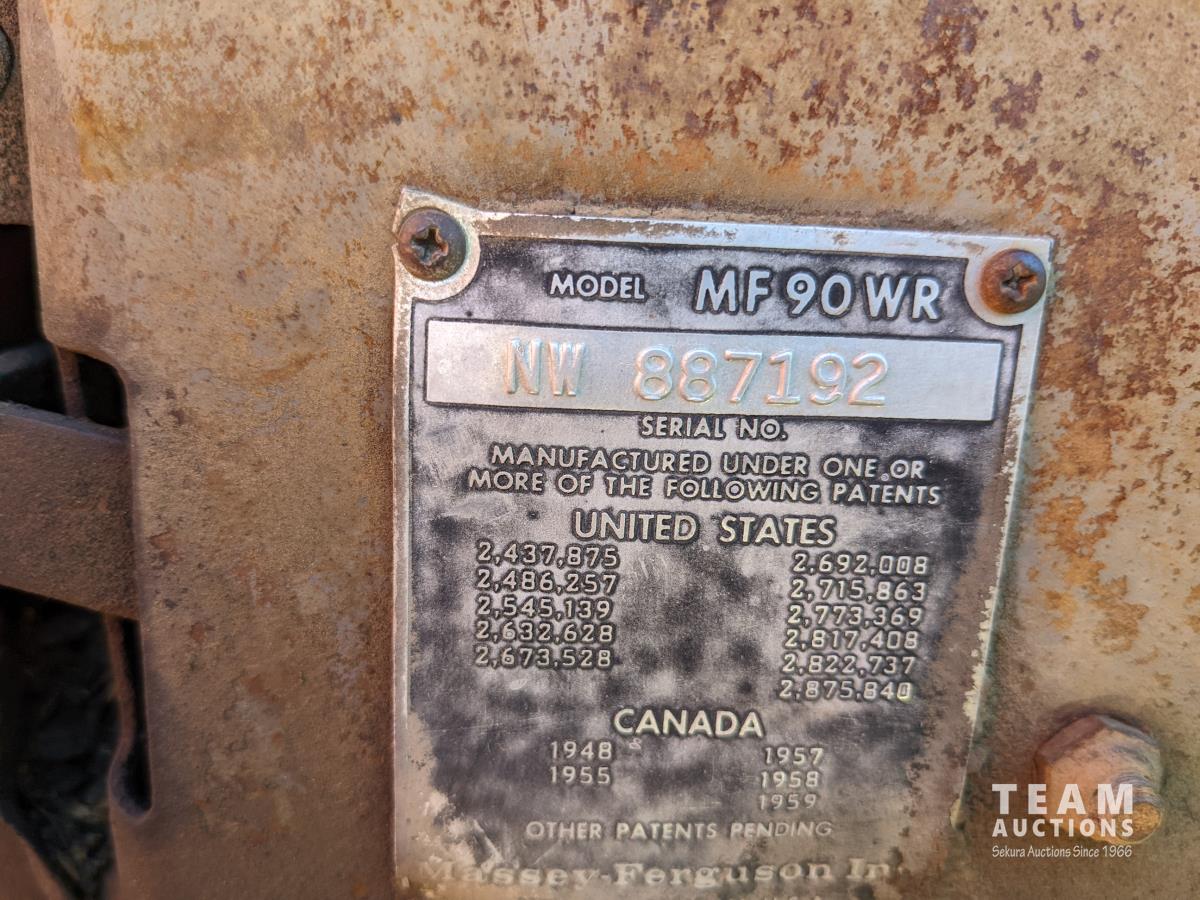 MODEL MF 90 WR
NW 887192
SERIAL NO.
MANUFACTURED UNDER ONE OR
MORE OF THE FOLLOWING PATENTS
UNITED STATES
2,437,875 2,692,008
2,486,257 2,715,863
2,545,139 2,773,369
2,632,628 2,817,408
2,673,528 2,822,737
2,875,840
CANADA
1948 1957
1955 1958
1959
OTHER PATENTS PENDING
Massey-Ferguson Inc.
TEAM
AUCTIONS
Sekura Auctions Since 1966